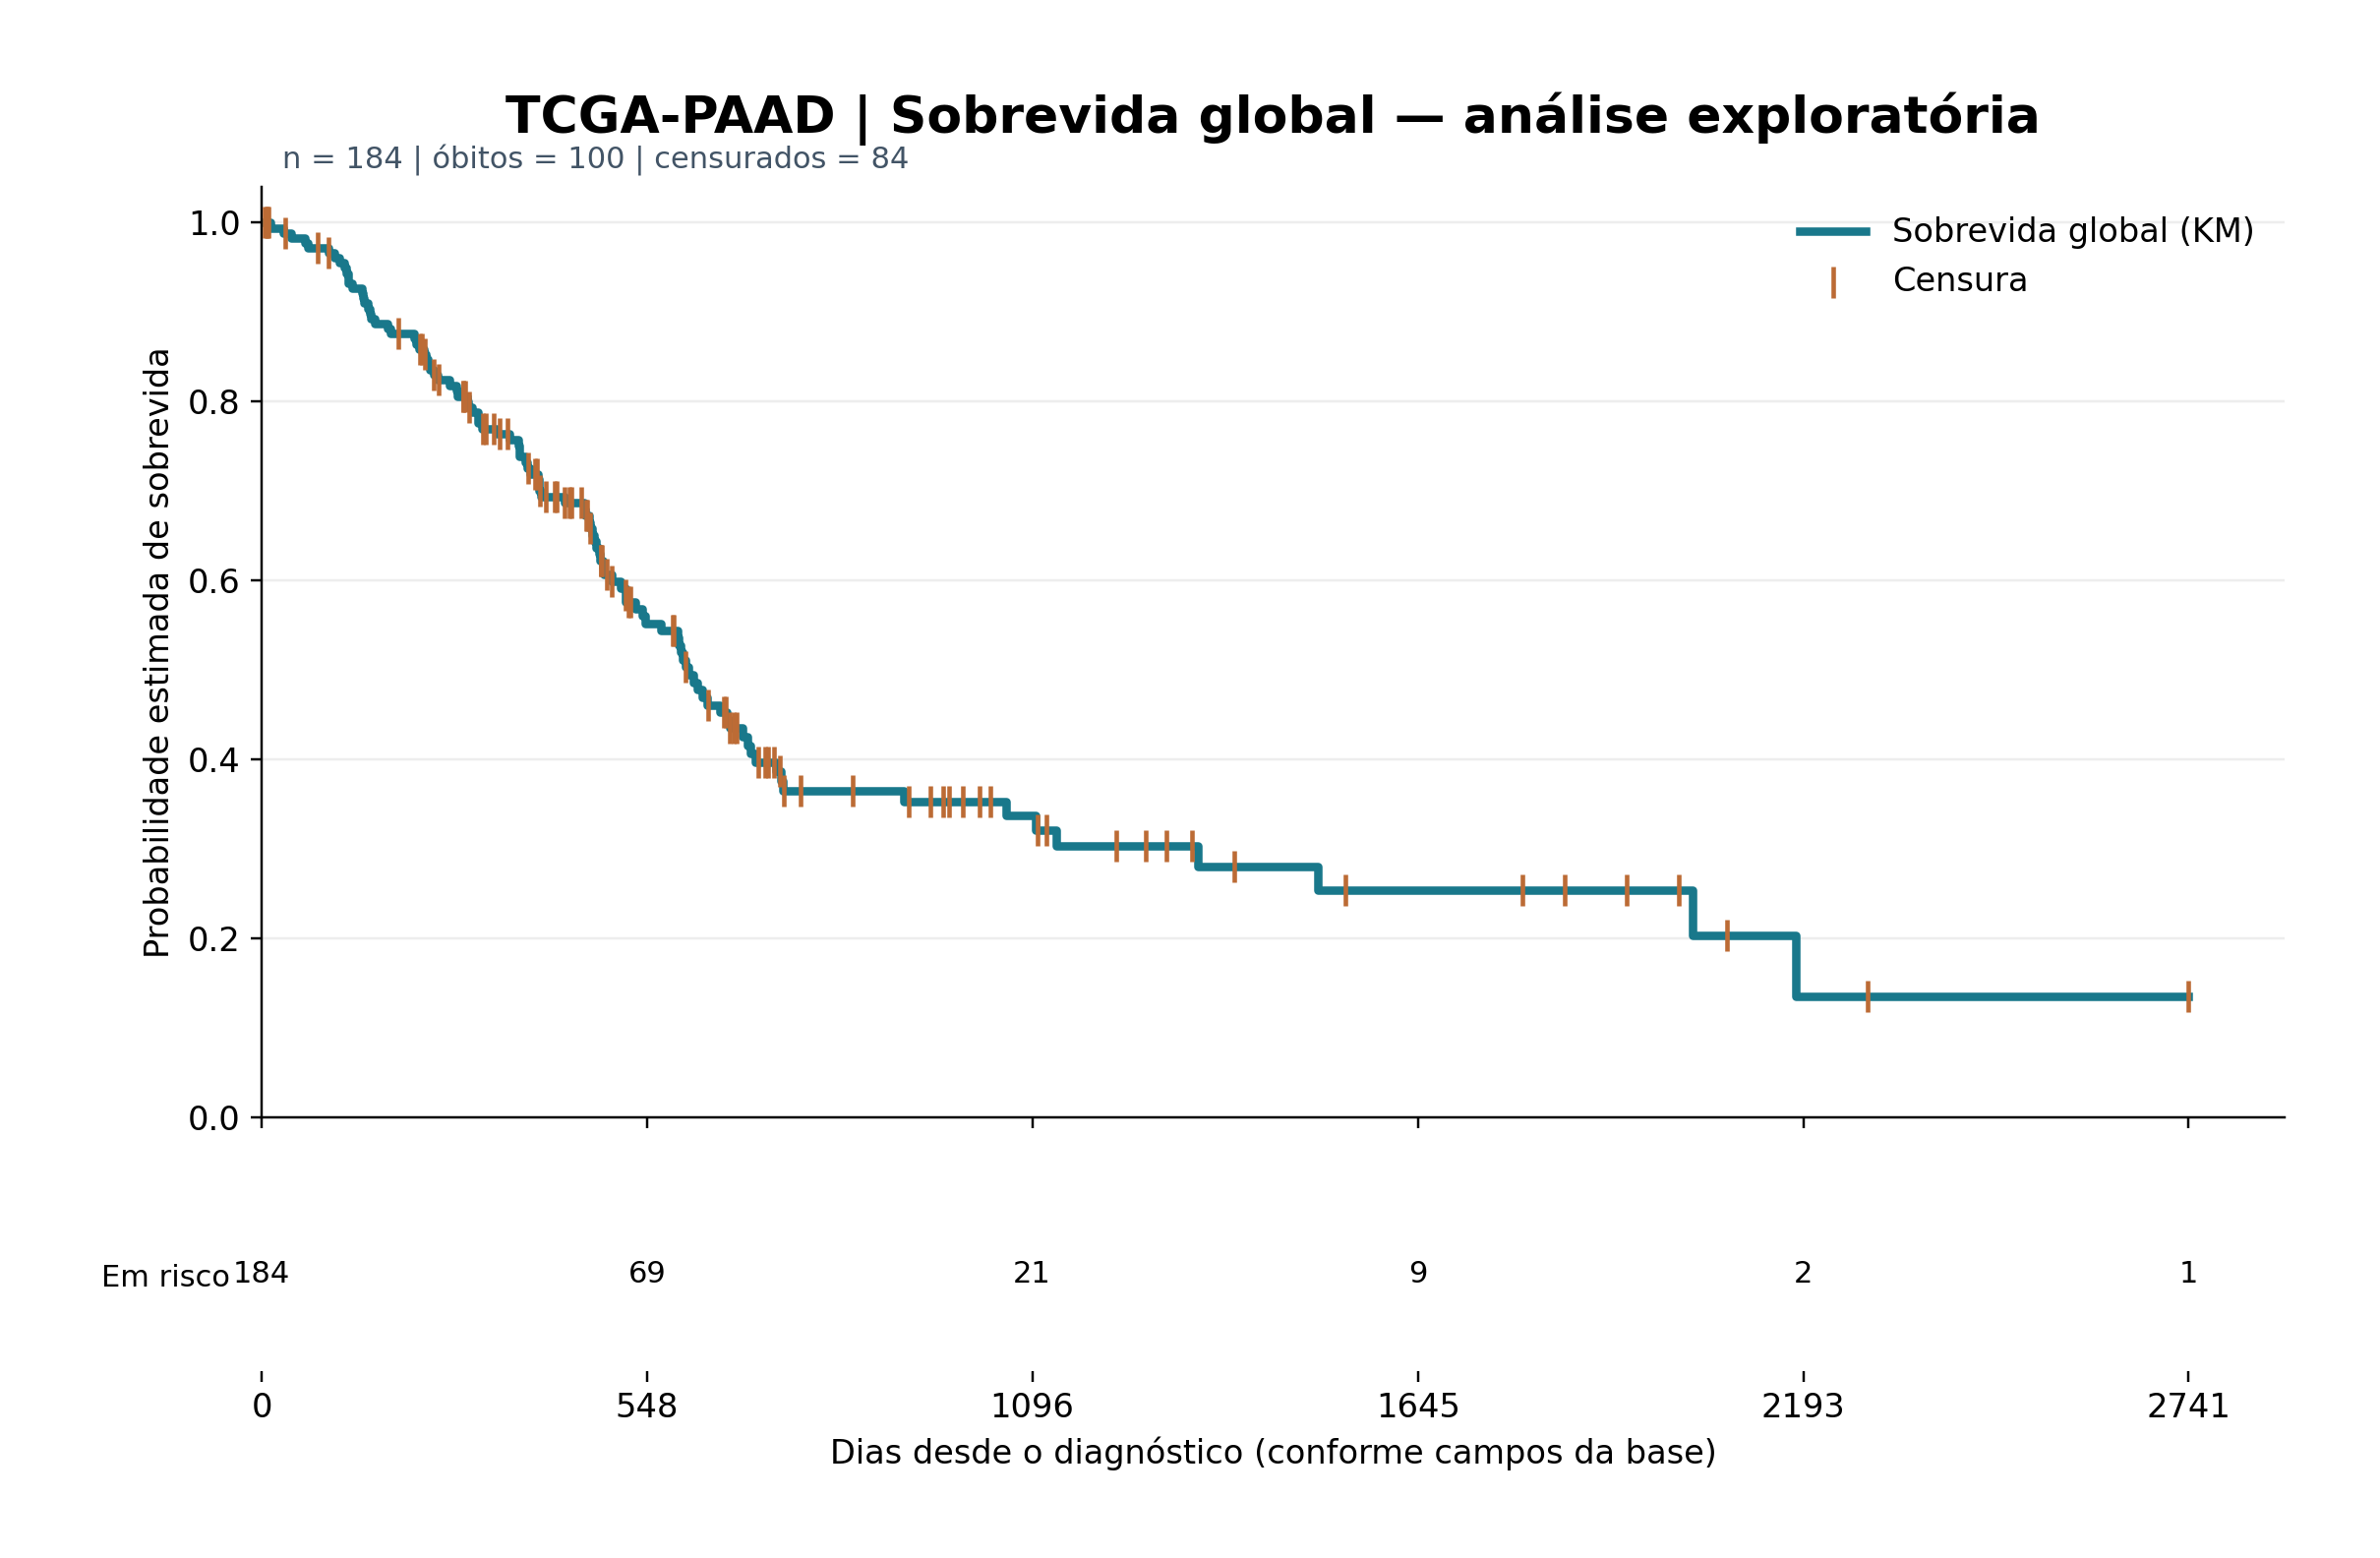 TCGA-PAAD | Sobrevida global — análise exploratória
n = 184 | óbitos = 100 | censurados = 84
Sobrevida global (KM)
Censura
Probabilidade estimada de sobrevida
1.0
0.8
0.6
0.4
0.2
0.0
Em risco 184 69 21 9 2 1
0 548 1096 1645 2193 2741
Dias desde o diagnóstico (conforme campos da base)